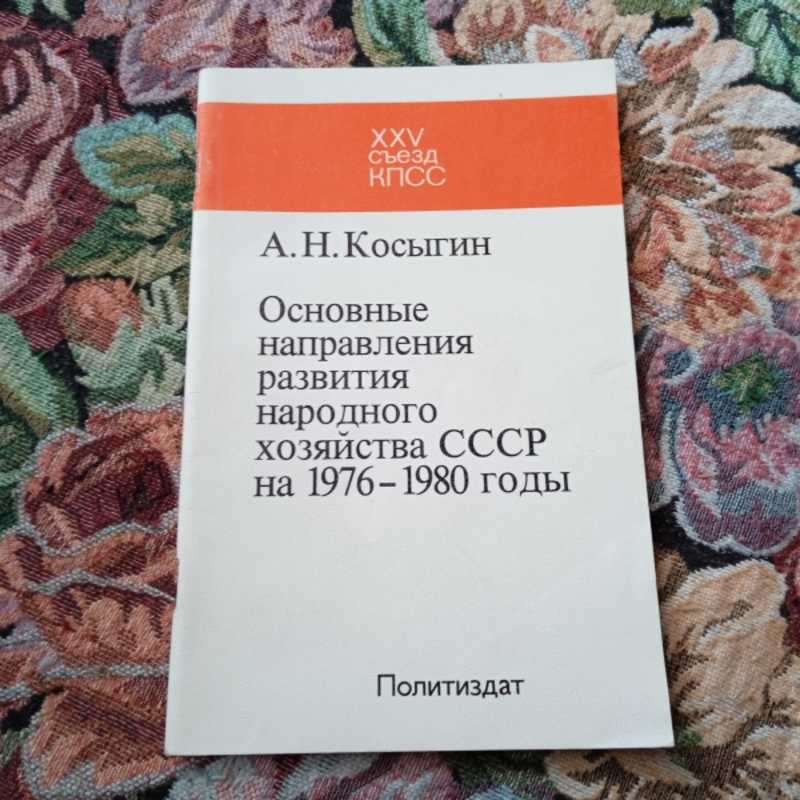 XXV
съезд
КПСС
А. Н. Косыгин
Основные
направления
развития
народного
хозяйства СССР
на 1976–1980 годы
Политиздат